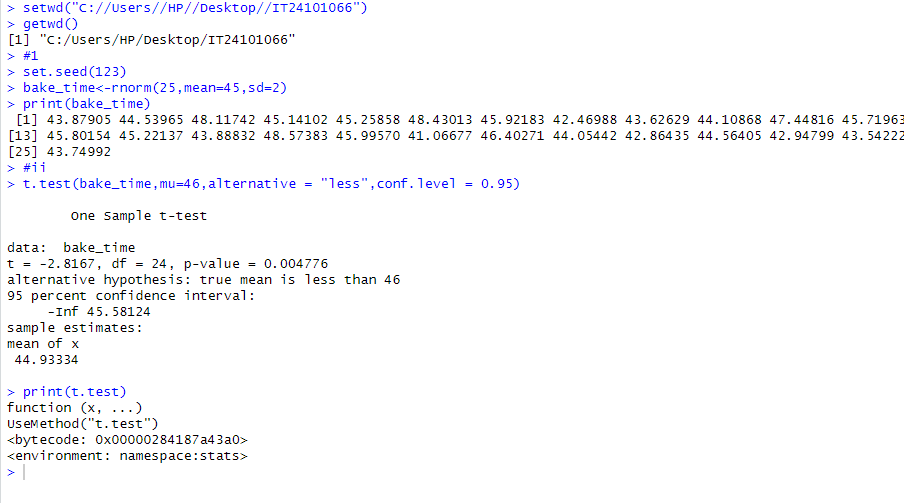 > setwd("C://Users//HP//Desktop//IT24101066")
> getwd()
[1] "C:/Users/HP/Desktop/IT24101066"
> #1
> set.seed(123)
> bake_time<-rnorm(25,mean=45,sd=2)
> print(bake_time)
 [1] 43.87905 44.53965 48.11742 45.14102 45.25858 48.43013 45.92183 42.46988 43.62629 44.10868 47.44816 45.71963
[13] 45.80154 45.22137 43.88832 48.57383 45.99570 41.06677 46.40271 44.05442 42.86435 44.56405 42.94799 43.54222
[25] 43.74992
> #ii
> t.test(bake_time,mu=46,alternative = "less",conf.level = 0.95)
One Sample t-test
data:  bake_time
t = -2.8167, df = 24, p-value = 0.004776
alternative hypothesis: true mean is less than 46
95 percent confidence interval:
     -Inf 45.58124
sample estimates:
mean of x
 44.93334
> print(t.test)
function (x, ...)
UseMethod("t.test")
<bytecode: 0x00000284187a43a0>
<environment: namespace:stats>
>